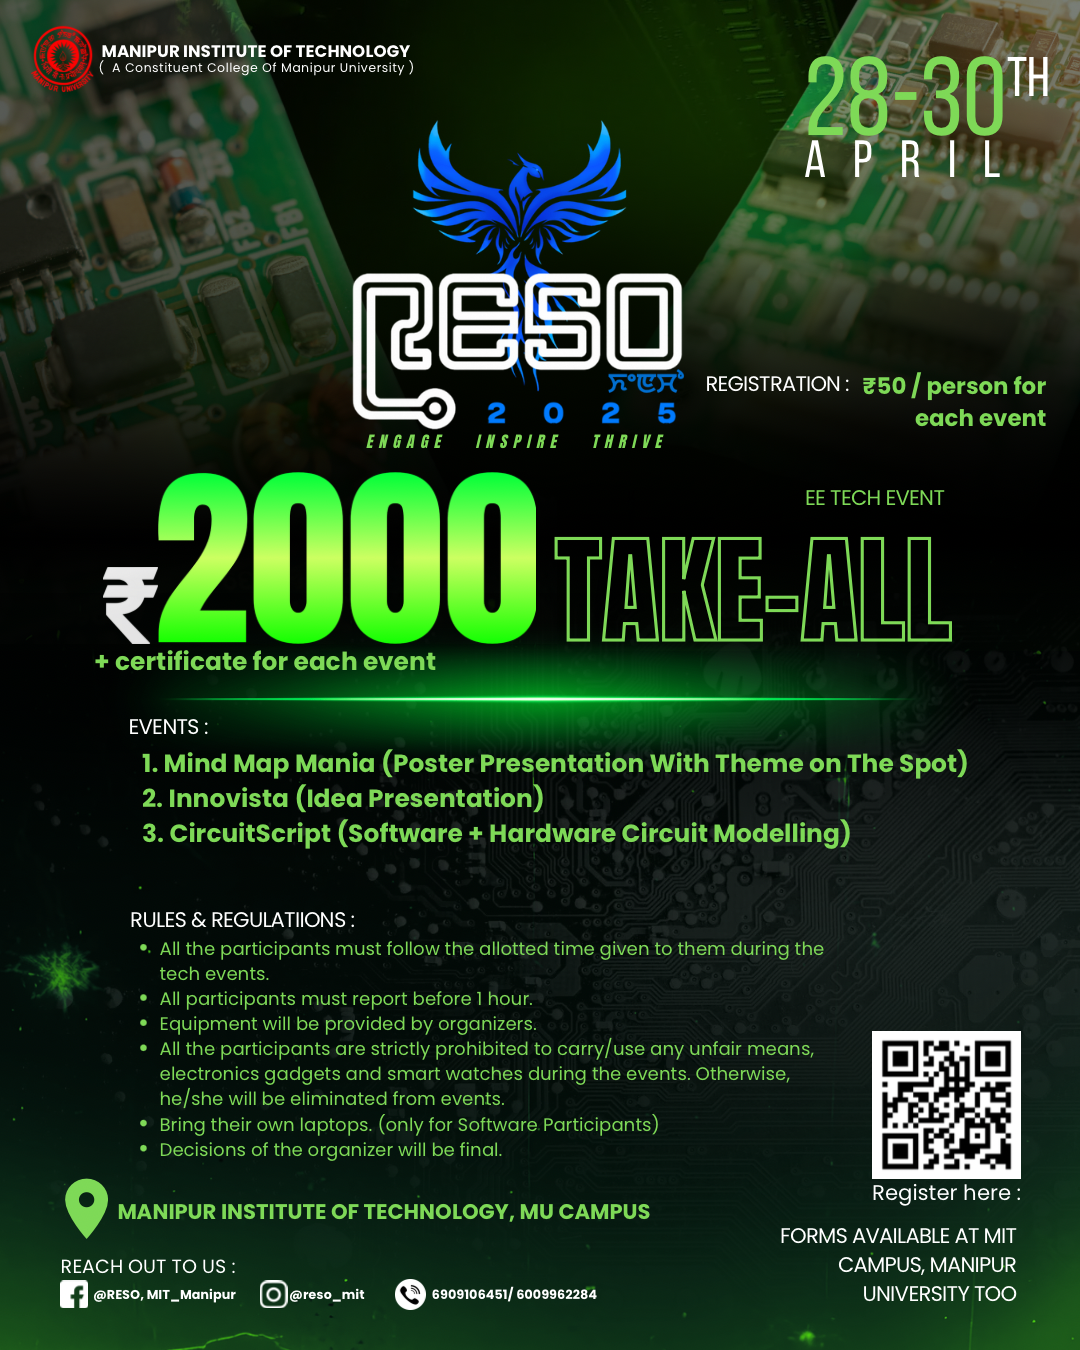 MANIPUR INSTITUTE OF TECHNOLOGY
( A Constituent College Of Manipur University )
28-30TH
APRIL
RESO
2025
ENGAGE INSPIRE THRIVE
REGISTRATION : ₹50 / person for
each event
EE TECH EVENT
₹2000 TAKE-ALL
+ certificate for each event
EVENTS :
1. Mind Map Mania (Poster Presentation With Theme on The Spot)
2. Innovista (Idea Presentation)
3. CircuitScript (Software + Hardware Circuit Modelling)
RULES & REGULATIIONS :
• All the participants must follow the allotted time given to them during the
tech events.
• All participants must report before 1 hour.
• Equipment will be provided by organizers.
• All the participants are strictly prohibited to carry/use any unfair means,
electronics gadgets and smart watches during the events. Otherwise,
he/she will be eliminated from events.
• Bring their own laptops. (only for Software Participants)
• Decisions of the organizer will be final.
Register here :
MANIPUR INSTITUTE OF TECHNOLOGY, MU CAMPUS
FORMS AVAILABLE AT MIT
CAMPUS, MANIPUR
UNIVERSITY TOO
REACH OUT TO US :
@RESO, MIT_Manipur @reso_mit 6909106451/ 6009962284
FB2
FB1